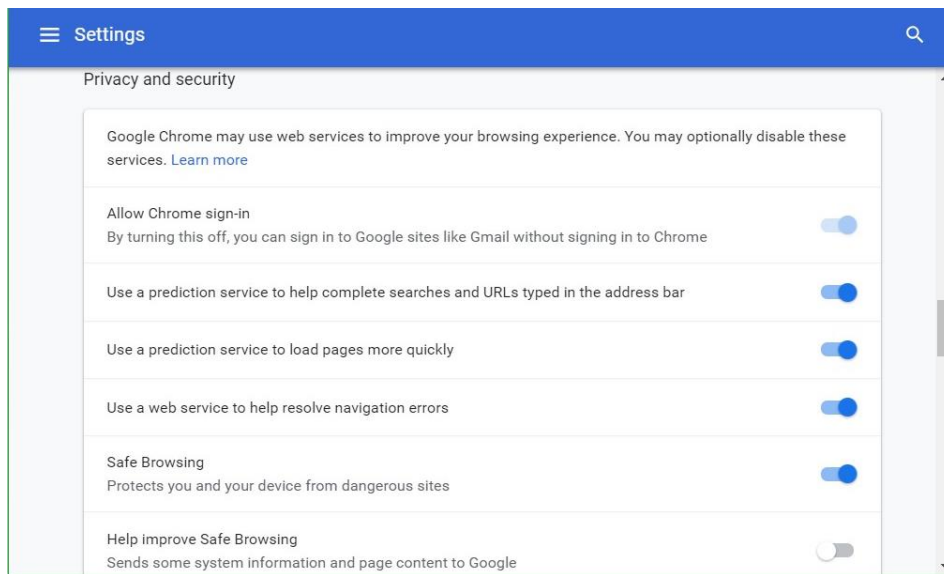 Settings
Privacy and security
Google Chrome may use web services to improve your browsing experience. You may optionally disable these
services. Learn more
Allow Chrome sign-in
By turning this off, you can sign in to Google sites like Gmail without signing in to Chrome
Use a prediction service to help complete searches and URLs typed in the address bar
Use a prediction service to load pages more quickly
Use a web service to help resolve navigation errors
Safe Browsing
Protects you and your device from dangerous sites
Help improve Safe Browsing
Sends some system information and page content to Google